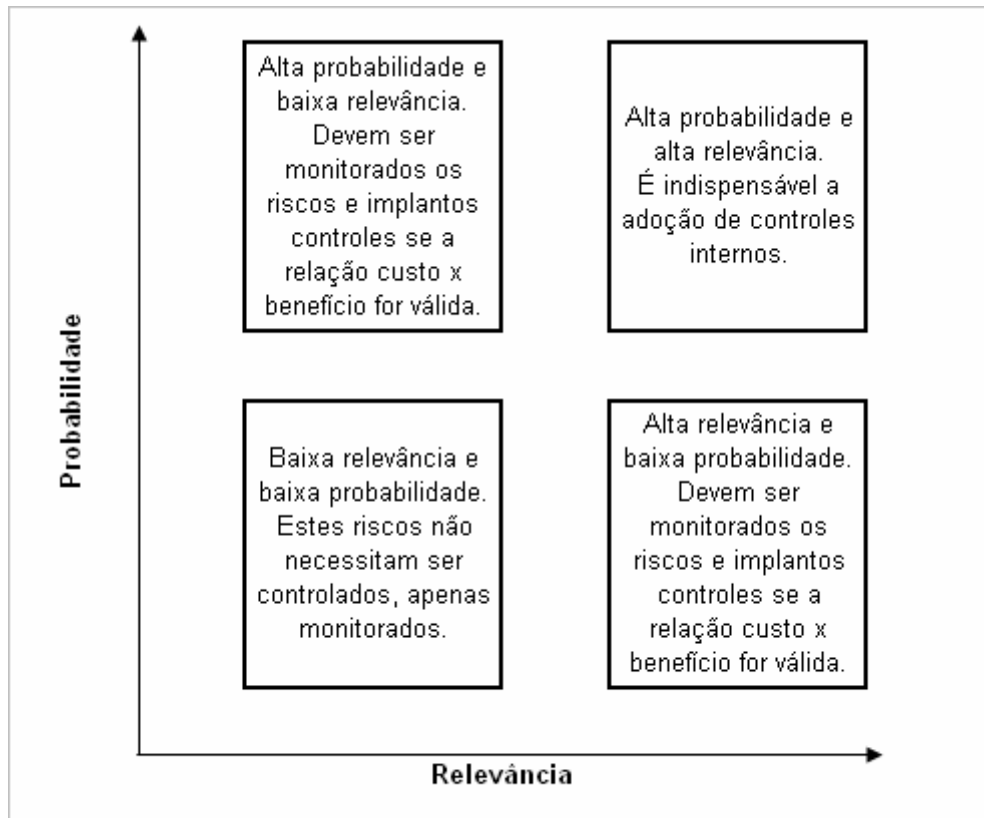 Alta probabilidade e
baixa relevância.
Devem ser
monitorados os
riscos e implantos
controles se a
relação custo x
benefício for válida.
Alta probabilidade e
alta relevância.
É indispensável a
adoção de controles
internos.
Probabilidade
Baixa relevância e
baixa probabilidade.
Estes riscos não
necessitam ser
controlados, apenas
monitorados.
Alta relevância e
baixa probabilidade.
Devem ser
monitorados os
riscos e implantos
controles se a
relação custo x
benefício for válida.
Relevância